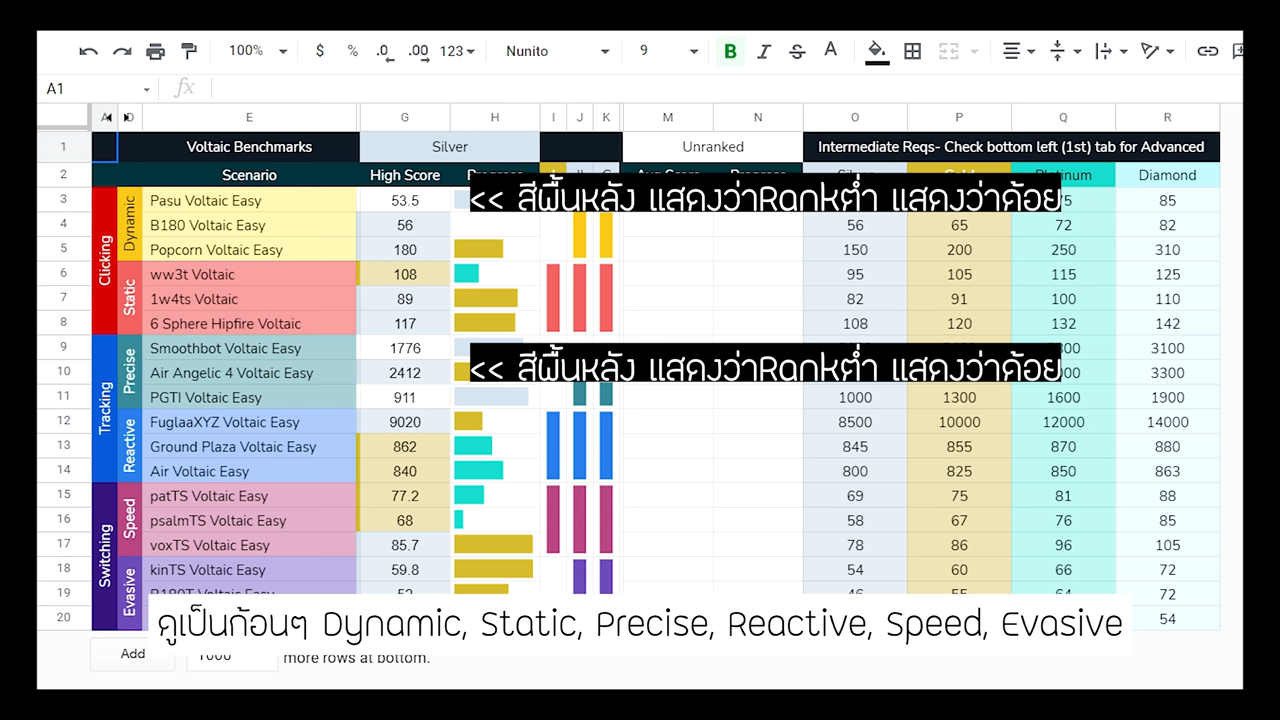 100% $ % .0 .00 123 Nunito 9 B I S A
A1 fx
E G H I J K M N O P Q R
1 Voltaic Benchmarks Silver Unranked Intermediate Reqs- Check bottom left (1st) tab for Advanced
2 Scenario High Score Diamond
<< สีพื้นหลัง แสดงว่าRankต่ำ แสดงว่าค้อย
3 Clicking Dynamic Pasu Voltaic Easy 53.5 85
4 B180 Voltaic Easy 56 56 65 72 82
5 Popcorn Voltaic Easy 180 150 200 250 310
6 Static ww3t Voltaic 108 95 105 115 125
7 1w4ts Voltaic 89 82 91 100 110
8 6 Sphere Hipfire Voltaic 117 108 120 132 142
9 Tracking Precise Smoothbot Voltaic Easy 1776 3100
<< สีพื้นหลัง แสดงว่าRankต่ำ แสดงว่าค้อย
10 Air Angelic 4 Voltaic Easy 2412 3300
11 PGTI Voltaic Easy 911 1000 1300 1600 1900
12 Reactive FuglaaXYZ Voltaic Easy 9020 8500 10000 12000 14000
13 Ground Plaza Voltaic Easy 862 845 855 870 880
14 Air Voltaic Easy 840 800 825 850 863
15 Switching Speed patTS Voltaic Easy 77.2 69 75 81 88
16 psalmTS Voltaic Easy 68 58 67 76 85
17 voxTS Voltaic Easy 85.7 78 86 96 105
18 Evasive kinTS Voltaic Easy 59.8 54 60 66 72
19 B180T Voltaic Easy 52 46 55 64 72
20 54
ดูเป็นก้อนๆ Dynamic, Static, Precise, Reactive, Speed, Evasive
Add 1000 more rows at bottom.